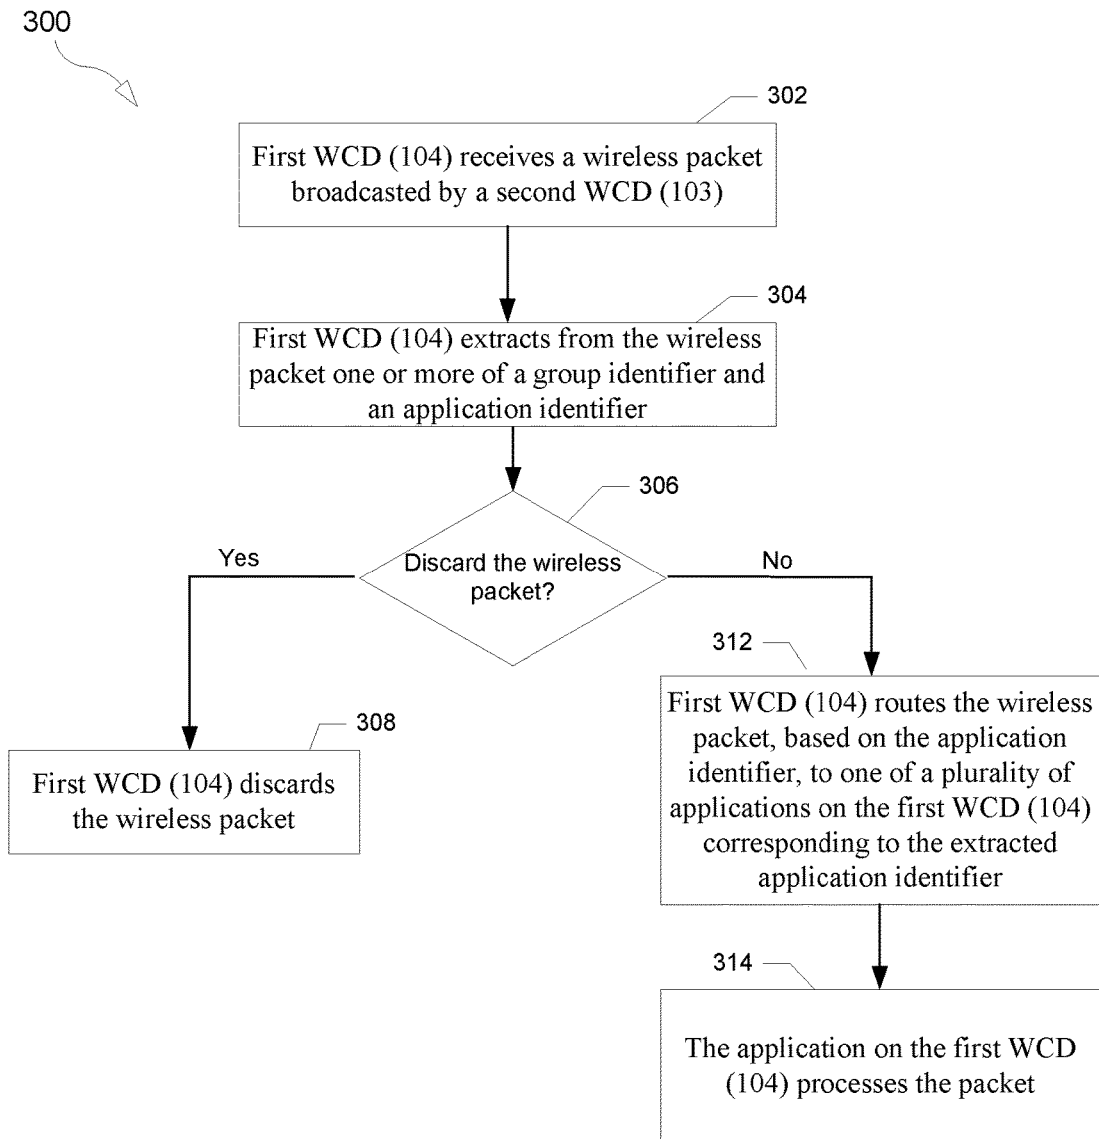 300
302
First WCD (104) receives a wireless packet
broadcasted by a second WCD (103)
304
First WCD (104) extracts from the wireless
packet one or more of a group identifier and
an application identifier
306
Discard the wireless
packet?
Yes
No
308
First WCD (104) discards
the wireless packet
312
First WCD (104) routes the wireless
packet, based on the application
identifier, to one of a plurality of
applications on the first WCD (104)
corresponding to the extracted
application identifier
314
The application on the first WCD
(104) processes the packet